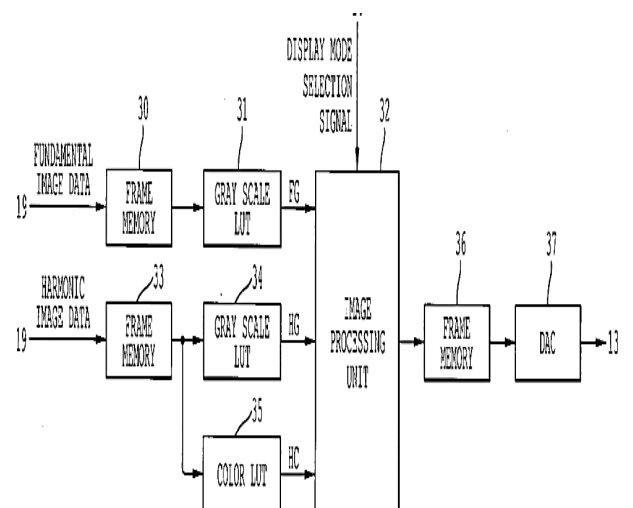 DISPLAY MODE
SELECTION
SIGNAL
30
31
32
FUNDAMENTAL
IMAGE DATA
19
FRAME
MEMORY
GRAY SCALE
LUT
FG
33
34
36
37
HARMONIC
IMAGE DATA
19
FRAME
MEMORY
GRAY SCALE
LUT
HG
IMAGE
PROCESSING
UNIT
FRAME
MEMORY
DAC
13
35
COLOR LUT
HC